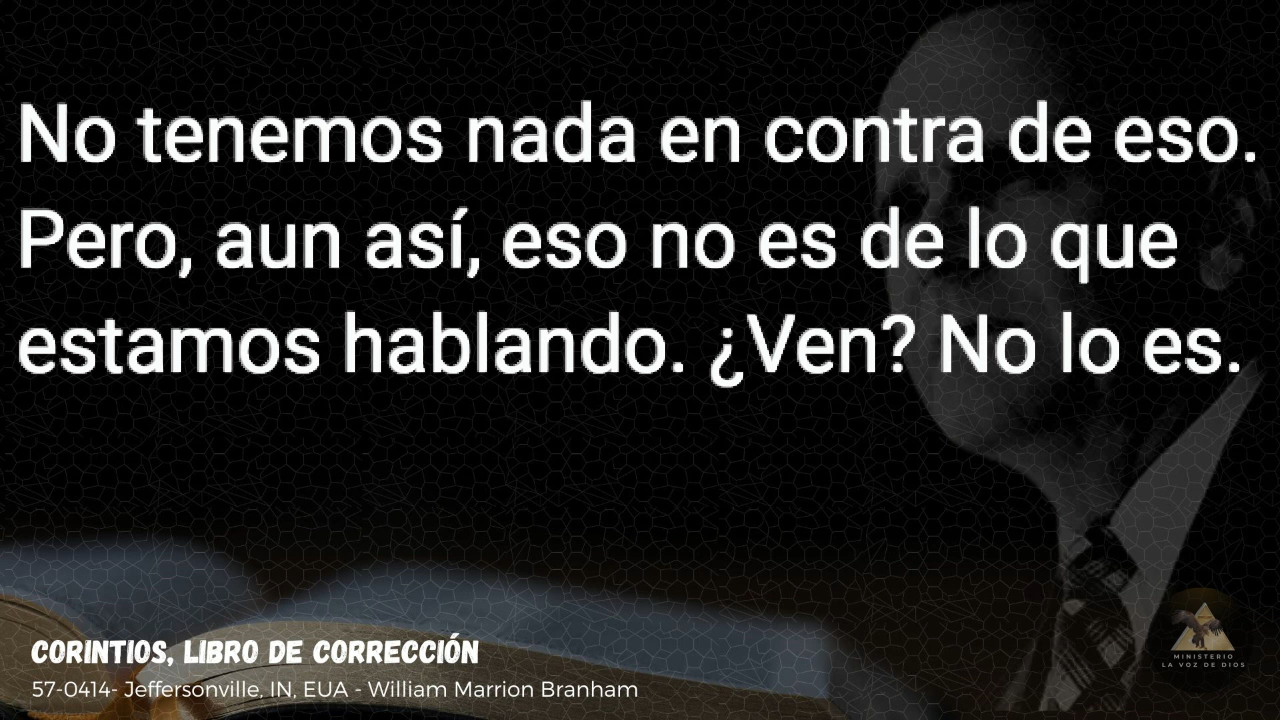 No tenemos nada en contra de eso.
Pero, aun así, eso no es de lo que
estamos hablando. ¿Ven? No lo es.
CORINTIOS, LIBRO DE CORRECCIÓN
57-0414- Jeffersonville, IN, EUA - William Marrion Branham
MINISTERIO
LA VOZ DE DIOS